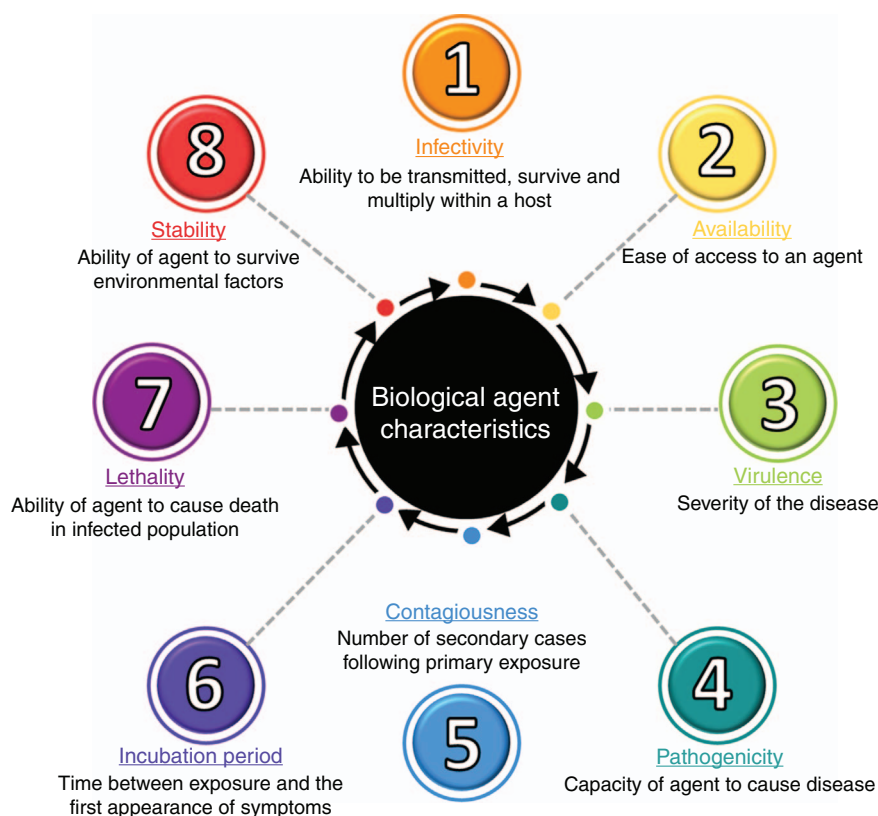 1
Infectivity
Ability to be transmitted, survive and
multiply within a host
2
Availability
Ease of access to an agent
3
Virulence
Severity of the disease
4
Pathogenicity
Capacity of agent to cause disease
Contagiousness
Number of secondary cases
following primary exposure
5
6
Incubation period
Time between exposure and the
first appearance of symptoms
7
Lethality
Ability of agent to cause death
in infected population
8
Stability
Ability of agent to survive
environmental factors
Biological agent
characteristics